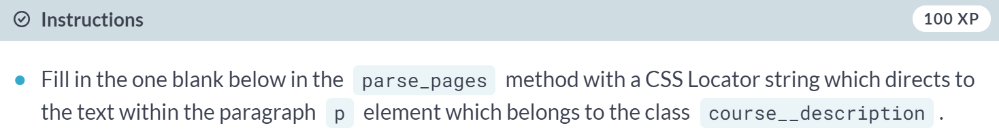 Instructions 100 XP
Fill in the one blank below in the parse_pages method with a CSS Locator string which directs to
the text within the paragraph p element which belongs to the class course__description .